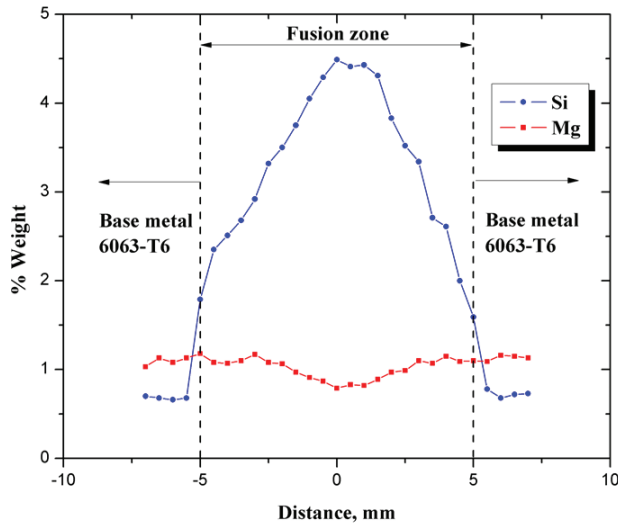 Fusion zone
Si
Mg
Base metal
6063-T6
Base metal
6063-T6
% Weight
5
4
3
2
1
0
-10
-5
0
5
10
Distance, mm